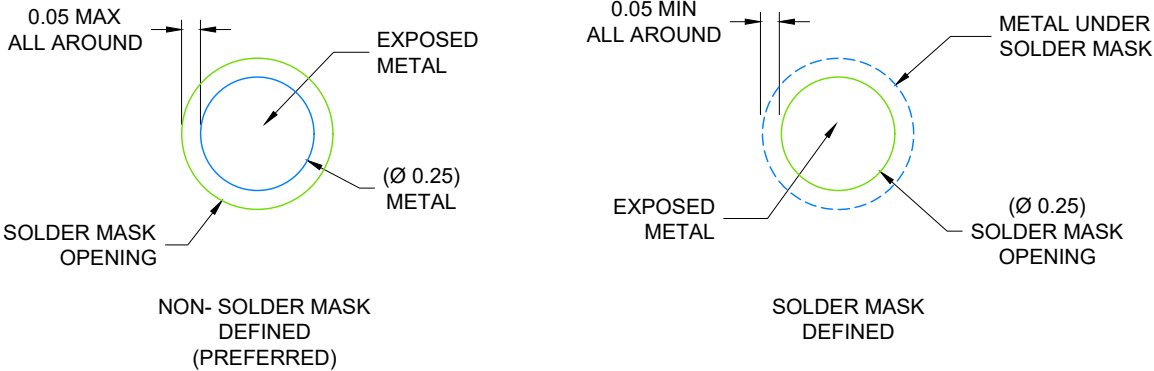 0.05 MAX
ALL AROUND
EXPOSED
METAL
(Ø 0.25)
METAL
SOLDER MASK
OPENING
NON- SOLDER MASK
DEFINED
(PREFERRED)
0.05 MIN
ALL AROUND
METAL UNDER
SOLDER MASK
EXPOSED
METAL
(Ø 0.25)
SOLDER MASK
OPENING
SOLDER MASK
DEFINED